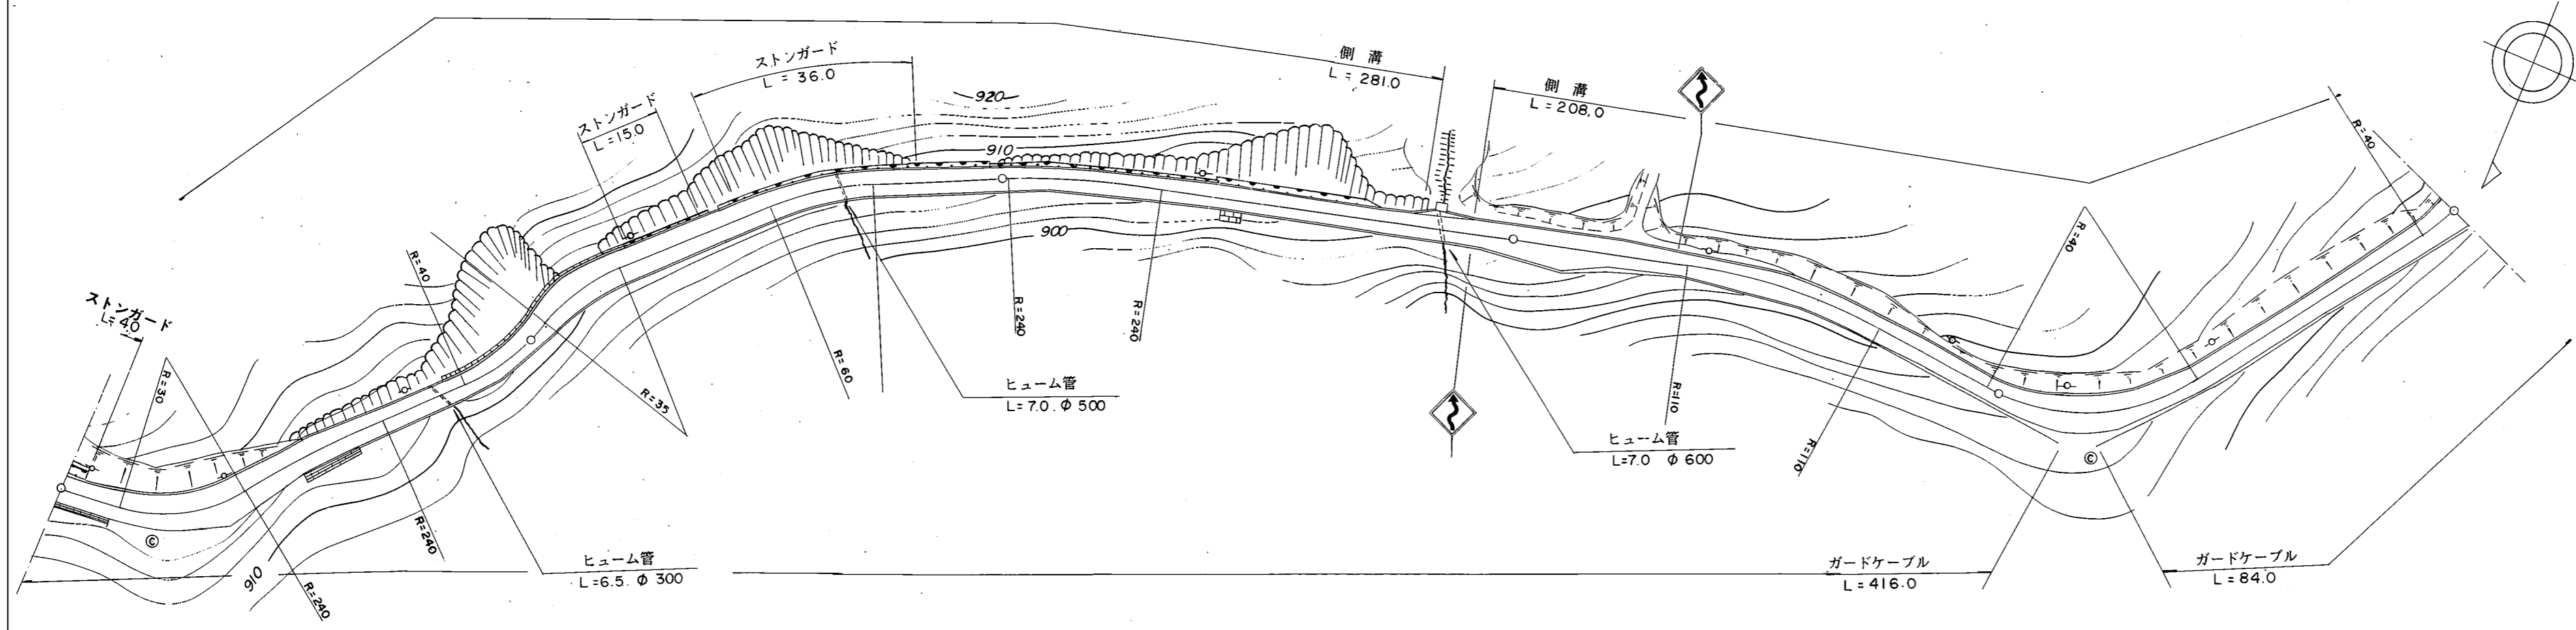 側溝
L = 281.0
ストンガード
L = 36.0
側溝
L = 208.0
ストンガード
L = 15.0
920
910
900
R=40
R=40
ストンガード
L=4.0
R=30
R=40
R=35
R=60
R=240
R=240
R=110
R=110
ヒューム管
L=7.0. φ 500
ヒューム管
L=7.0 φ 600
R=240
R=240
910
Ⓒ
Ⓒ
ヒューム管
L=6.5. φ 300
ガードケーブル
L = 416.0
ガードケーブル
L = 84.0